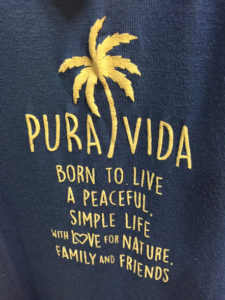 PURA VIDA
BORN TO LIVE
A PEACEFUL,
SIMPLE LIFE
WITH LOVE FOR NATURE,
FAMILY AND FRIENDS